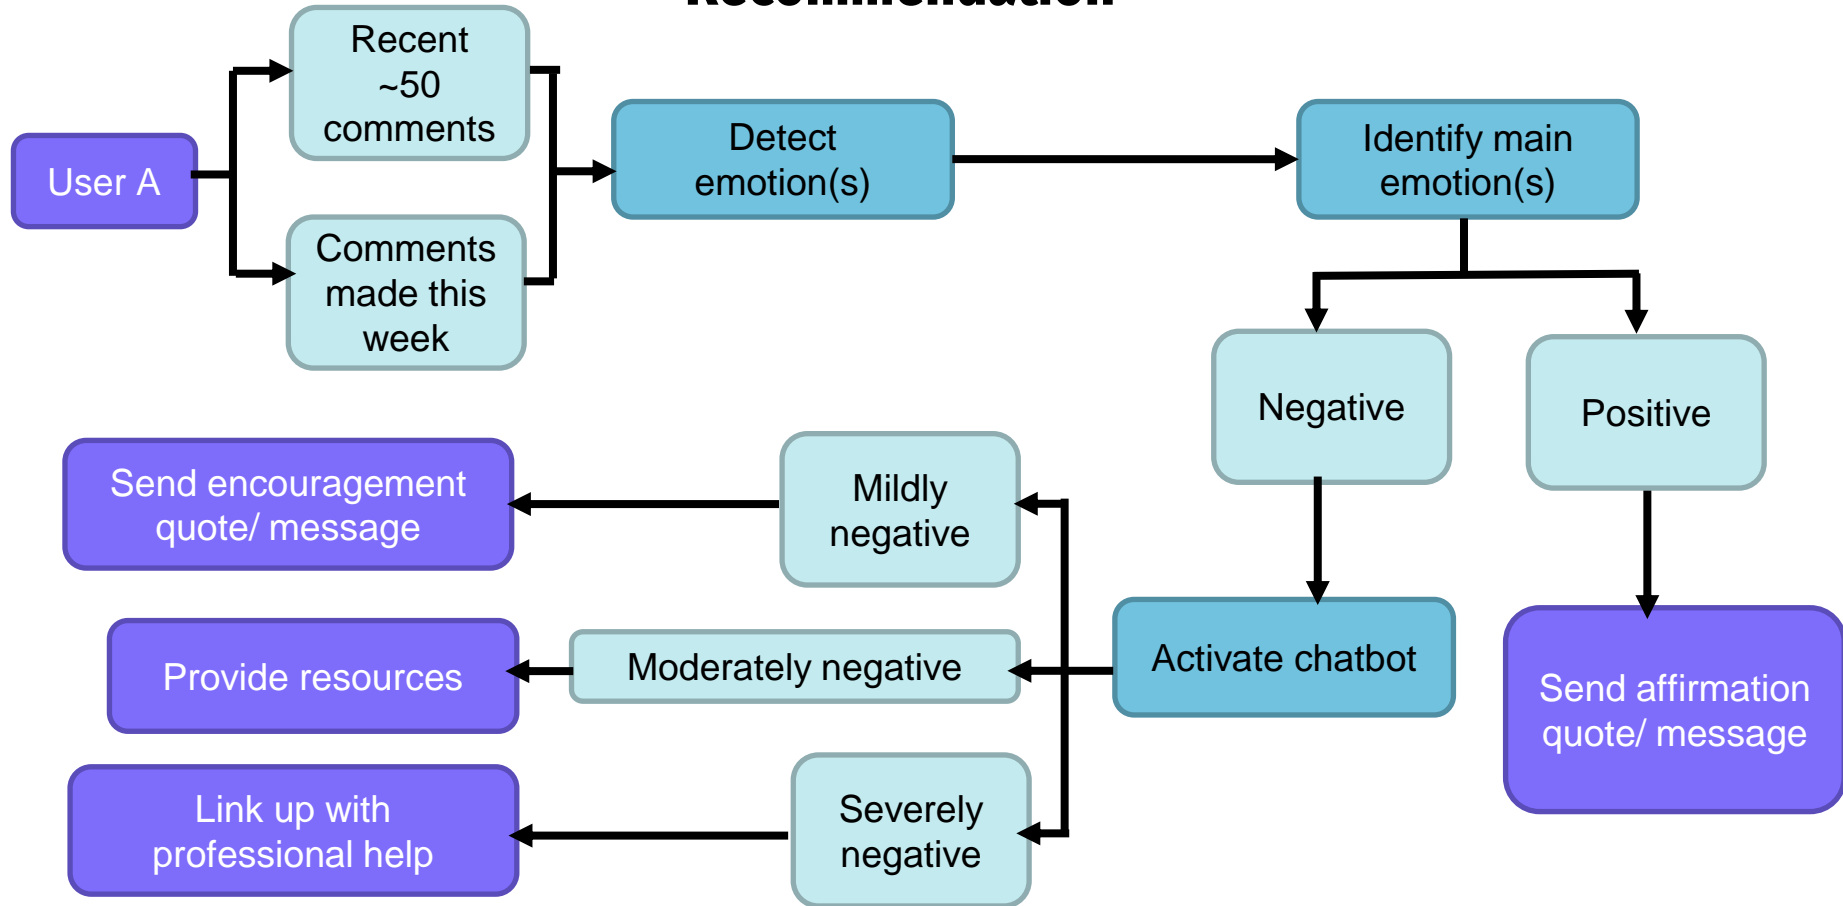 Recommendation
Recent
~50
comments
User A
Comments
made this
week
Detect
emotion(s)
Identify main
emotion(s)
Negative
Positive
Send encouragement
quote/ message
Mildly
negative
Provide resources
Moderately negative
Activate chatbot
Send affirmation
quote/ message
Link up with
professional help
Severely
negative